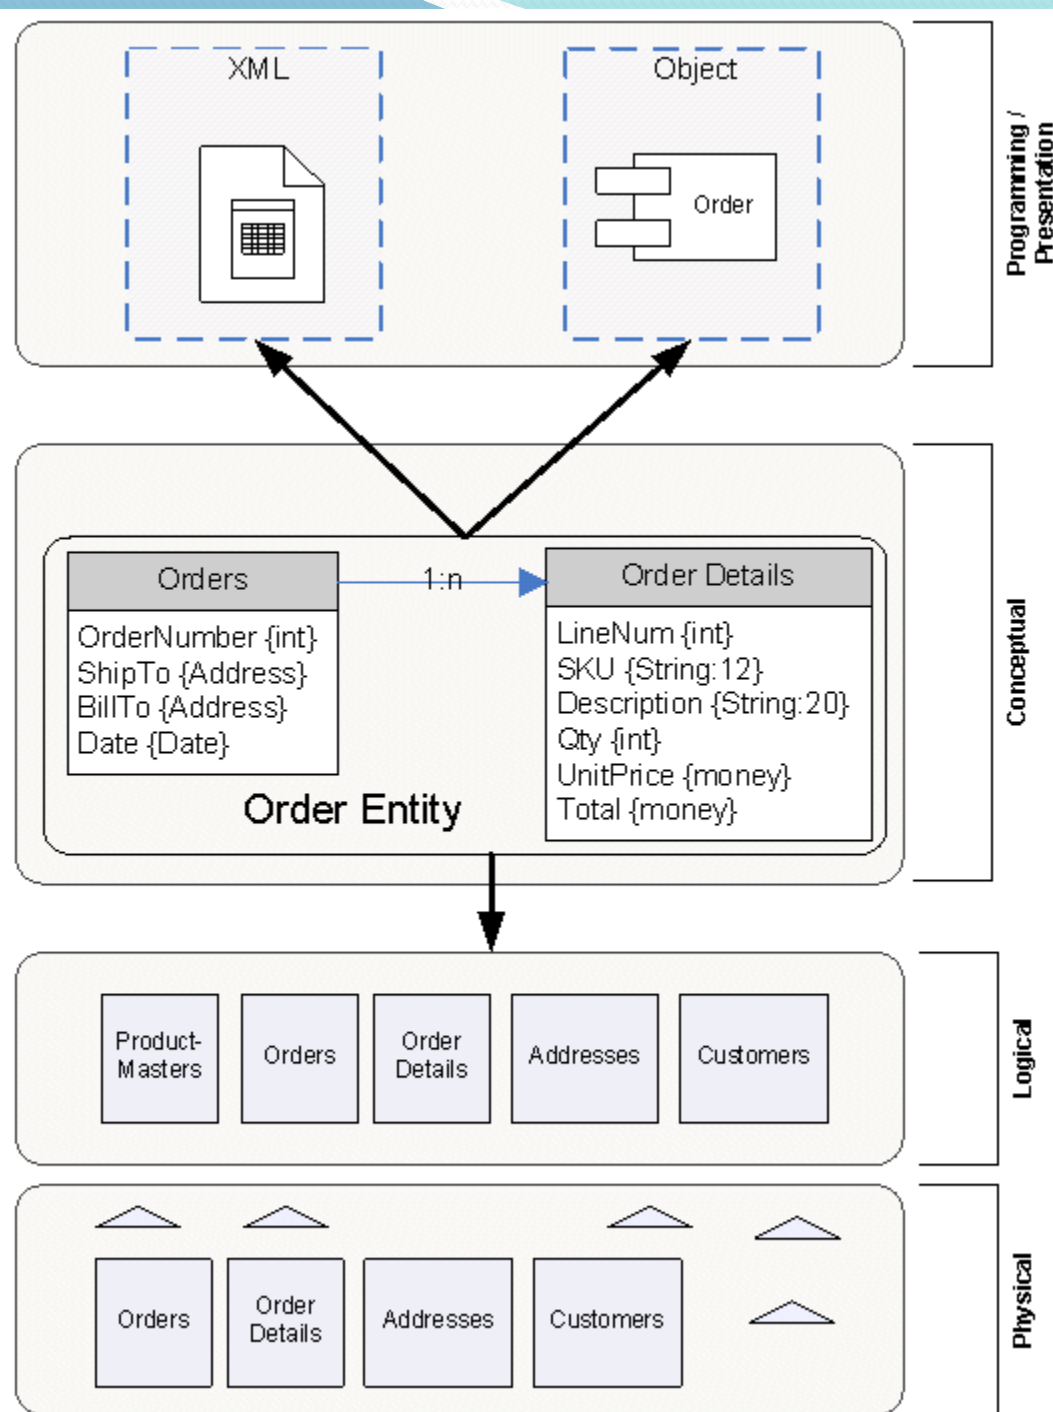 XML
Object
Order
Programming /
Presentation
Orders
1:n
Order Details
OrderNumber {int}
ShipTo {Address}
BillTo {Address}
Date {Date}
LineNum {int}
SKU {String:12}
Description {String:20}
Qty {int}
UnitPrice {money}
Total {money}
Order Entity
Conceptual
Product-
Masters
Orders
Order
Details
Addresses
Customers
Logical
Orders
Order
Details
Addresses
Customers
Physical